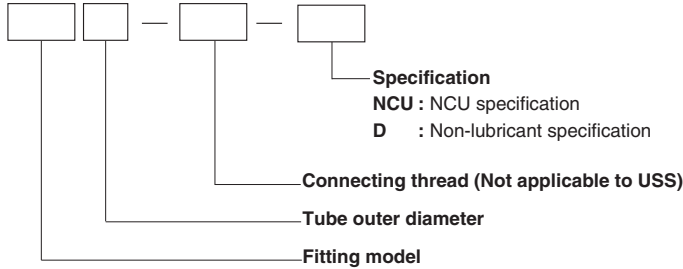 Specification
NCU : NCU specification
D : Non-lubricant specification
Connecting thread (Not applicable to USS)
Tube outer diameter
Fitting model